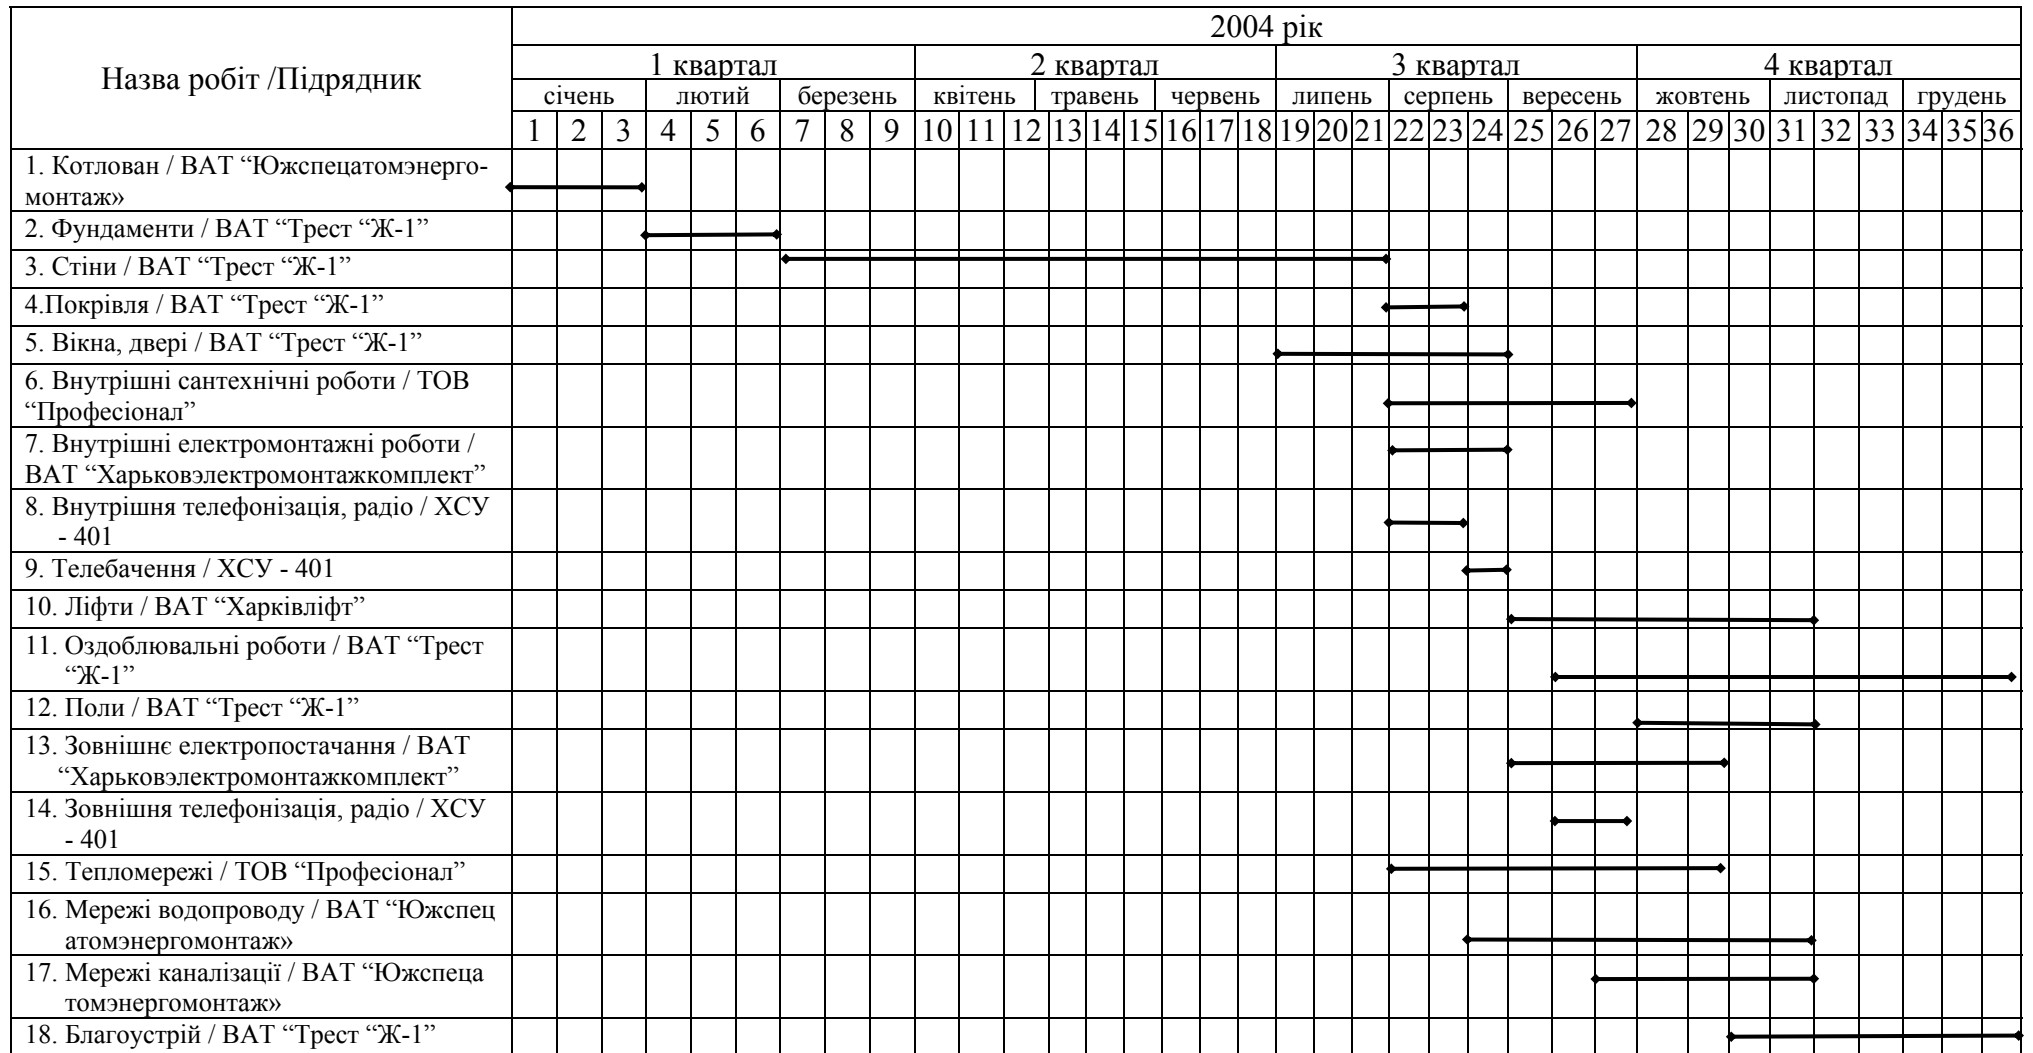 Назва робіт /Підрядник
2004 рік
1 квартал 2 квартал 3 квартал 4 квартал
січень лютий березень квітень травень червень липень серпень вересень жовтень листопад грудень
1 2 3 4 5 6 7 8 9 10 11 12 13 14 15 16 17 18 19 20 21 22 23 24 25 26 27 28 29 30 31 32 33 34 35 36
1. Котлован / ВАТ “Южспецатомэнерго-
монтаж»
2. Фундаменти / ВАТ “Трест “Ж-1”
3. Стіни / ВАТ “Трест “Ж-1”
4.Покрівля / ВАТ “Трест “Ж-1”
5. Вікна, двері / ВАТ “Трест “Ж-1”
6. Внутрішні сантехнічні роботи / ТОВ
“Професіонал”
7. Внутрішні електромонтажні роботи /
ВАТ “Харьковэлектромонтажкомплект”
8. Внутрішня телефонізація, радіо / ХСУ
- 401
9. Телебачення / ХСУ - 401
10. Ліфти / ВАТ “Харківліфт”
11. Оздоблювальні роботи / ВАТ “Трест
“Ж-1”
12. Поли / ВАТ “Трест “Ж-1”
13. Зовнішнє електропостачання / ВАТ
“Харьковэлектромонтажкомплект”
14. Зовнішня телефонізація, радіо / ХСУ
- 401
15. Тепломережі / ТОВ “Професіонал”
16. Мережі водопроводу / ВАТ “Южспец
атомэнергомонтаж»
17. Мережі каналізації / ВАТ “Южспеца
томэнергомонтаж»
18. Благоустрій / ВАТ “Трест “Ж-1”